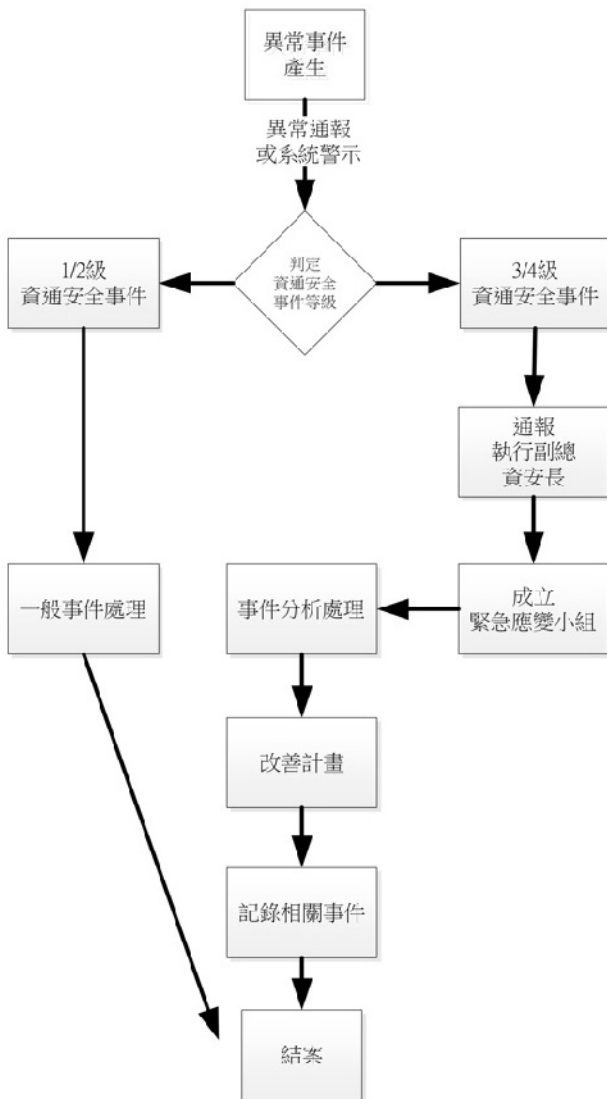 異常事件
產生
異常通報
或系統警示
判定
資通安全
事件等級
1/2級
資通安全事件
3/4級
資通安全事件
通報
執行副總
資安長
一般事件處理
事件分析處理
成立
緊急應變小組
改善計畫
記錄相關事件
結案